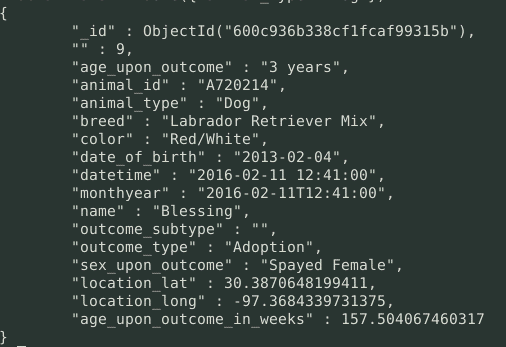 {
"_id" : ObjectId("600c936b338cf1fcaf99315b"),
"" : 9,
"age_upon_outcome" : "3 years",
"animal_id" : "A720214",
"animal_type" : "Dog",
"breed" : "Labrador Retriever Mix",
"color" : "Red/White",
"date_of_birth" : "2013-02-04",
"datetime" : "2016-02-11 12:41:00",
"monthyear" : "2016-02-11T12:41:00",
"name" : "Blessing",
"outcome_subtype" : "",
"outcome_type" : "Adoption",
"sex_upon_outcome" : "Spayed Female",
"location_lat" : 30.3870648199411,
"location_long" : -97.3684339731375,
"age_upon_outcome_in_weeks" : 157.504067460317
}